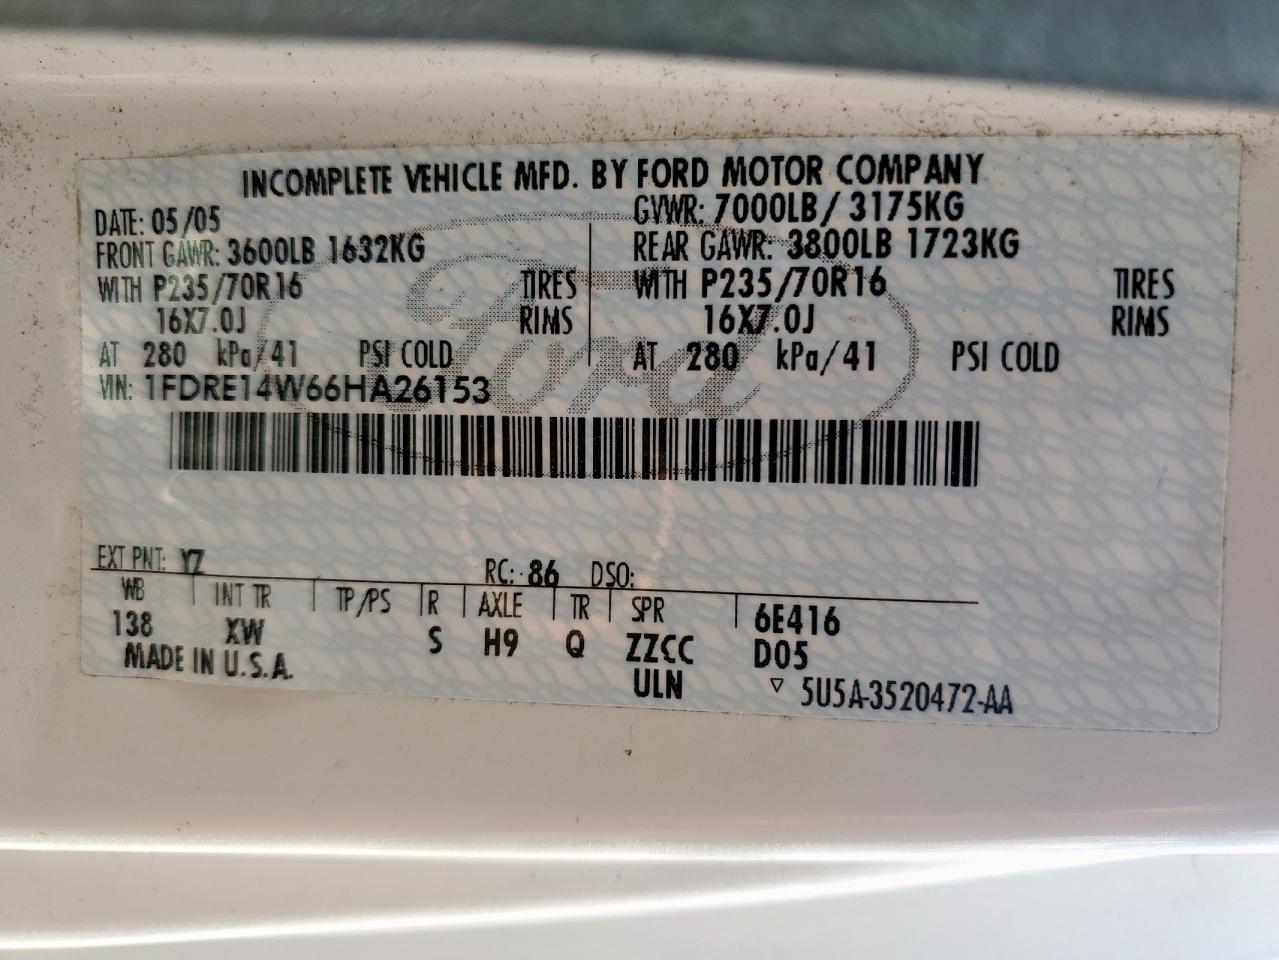 INCOMPLETE VEHICLE MFD. BY FORD MOTOR COMPANY
DATE: 05/05 GVWR: 7000LB/ 3175KG
FRONT GAWR: 3600LB 1632KG REAR GAWR: 3800LB 1723KG
WITH P235/70R16 TIRES WITH P235/70R16 TIRES
16X7.0J RIMS 16X7.0J RIMS
AT 280 kPa/41 PSI COLD AT 280 kPa/41 PSI COLD
VIN: 1FDRE14W66HA26153
Ford
EXT PNT: YZ RC: 86 DSO:
WB INT TR TP/PS R AXLE TR SPR 6E416
138 XW S H9 Q ZZCC D05
MADE IN U.S.A. ULN ▽ 5U5A-3520472-AA